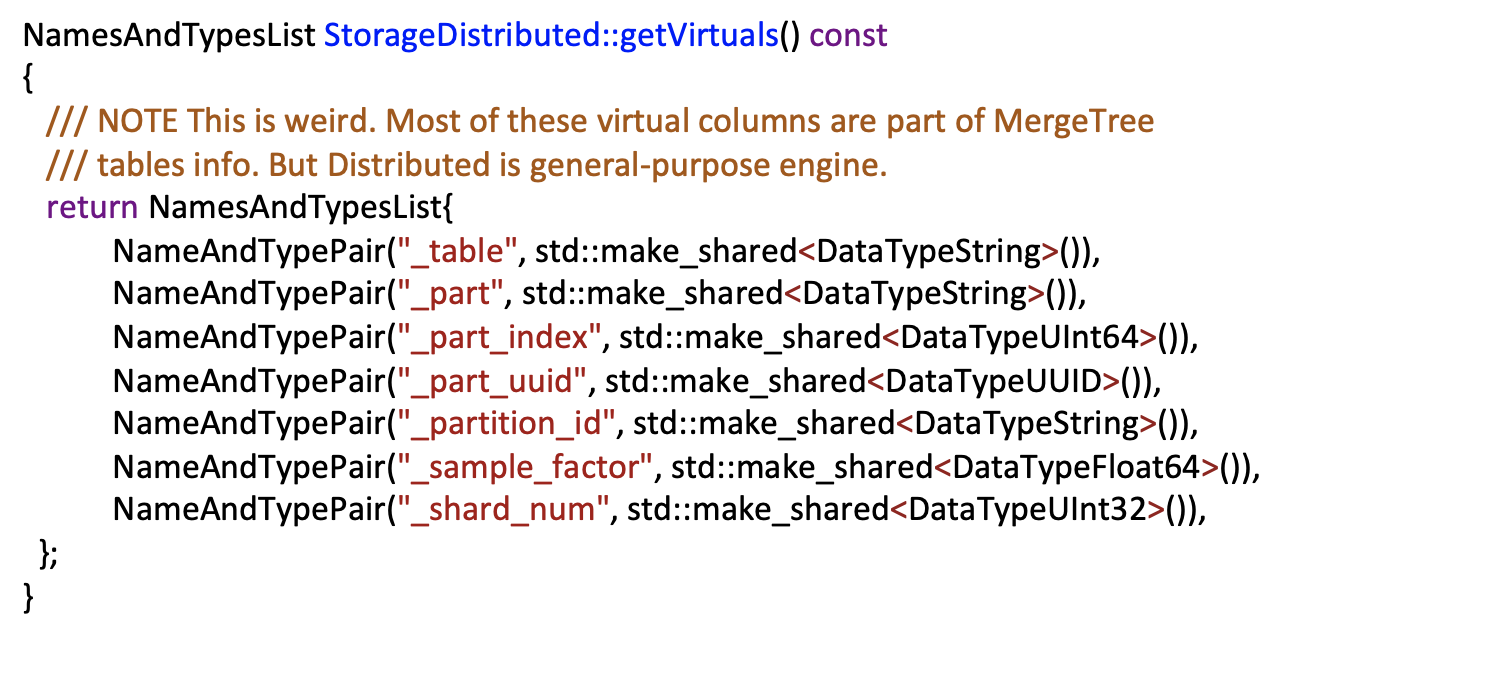 NamesAndTypesList StorageDistributed::getVirtuals() const
{
/// NOTE This is weird. Most of these virtual columns are part of MergeTree
/// tables info. But Distributed is general-purpose engine.
return NamesAndTypesList{
NameAndTypePair("_table", std::make_shared<DataTypeString>()),
NameAndTypePair("_part", std::make_shared<DataTypeString>()),
NameAndTypePair("_part_index", std::make_shared<DataTypeUInt64>()),
NameAndTypePair("_part_uuid", std::make_shared<DataTypeUUID>()),
NameAndTypePair("_partition_id", std::make_shared<DataTypeString>()),
NameAndTypePair("_sample_factor", std::make_shared<DataTypeFloat64>()),
NameAndTypePair("_shard_num", std::make_shared<DataTypeUInt32>()),
};
}